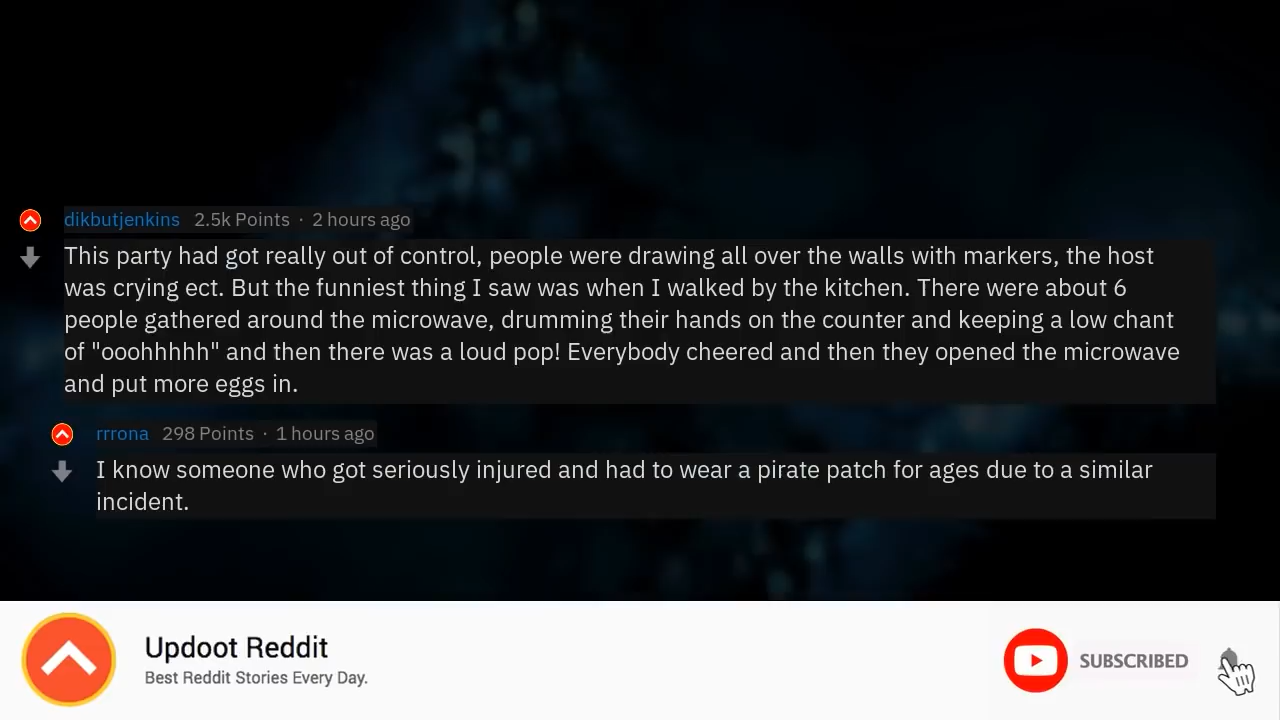 dikbutjenkins 2.5k Points · 2 hours ago
This party had got really out of control, people were drawing all over the walls with markers, the host
was crying ect. But the funniest thing I saw was when I walked by the kitchen. There were about 6
people gathered around the microwave, drumming their hands on the counter and keeping a low chant
of "ooohhhhh" and then there was a loud pop! Everybody cheered and then they opened the microwave
and put more eggs in.
rrrona 298 Points · 1 hours ago
I know someone who got seriously injured and had to wear a pirate patch for ages due to a similar
incident.
Updoot Reddit
Best Reddit Stories Every Day.
SUBSCRIBED